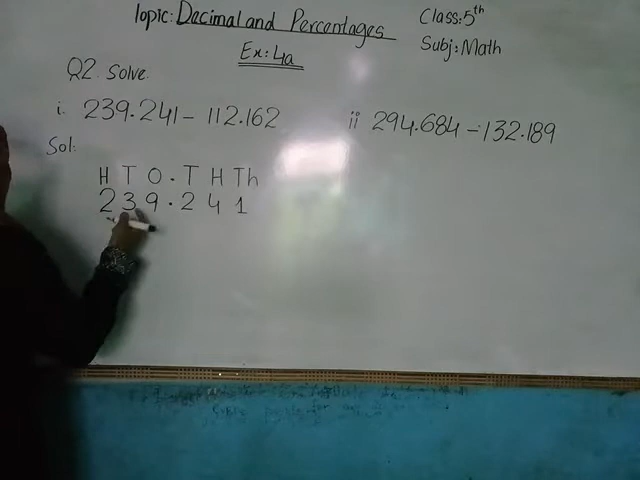 Topic: Decimal and Percentages
Class: 5th
Subj: Math
Ex: 4a
Q2. Solve.
i. 239.241 - 112.162
ii 294.684 - 132.189
Sol:
H T O . T H Th
2 3 9 . 2 4 1